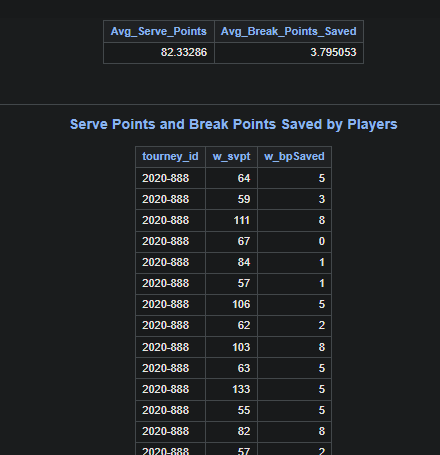 Avg_Serve_Points Avg_Break_Points_Saved
82.33286 3.795053
Serve Points and Break Points Saved by Players
tourney_id w_svpt w_bpSaved
2020-888 64 5
2020-888 59 3
2020-888 111 8
2020-888 67 0
2020-888 84 1
2020-888 57 1
2020-888 106 5
2020-888 62 2
2020-888 103 8
2020-888 63 5
2020-888 133 5
2020-888 55 5
2020-888 82 8
2020-888 57 2